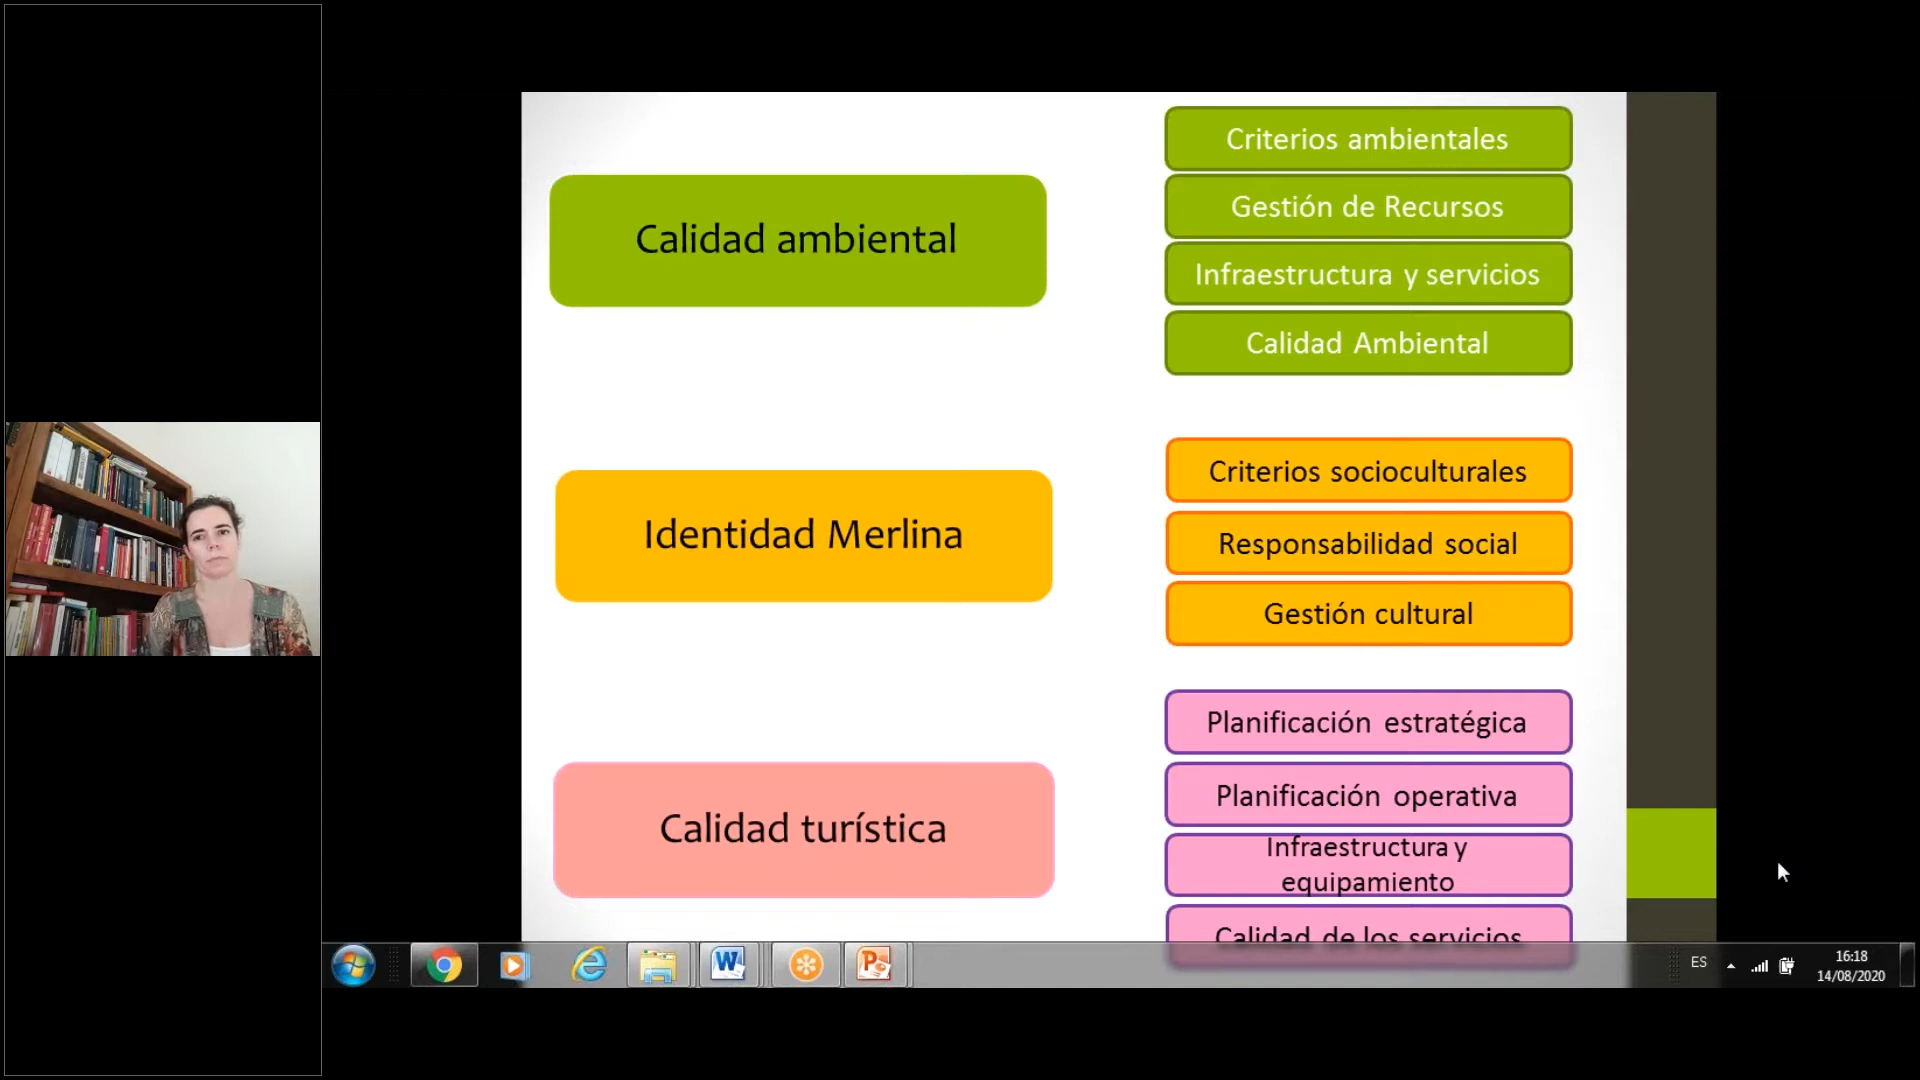 Calidad ambiental
Criterios ambientales
Gestión de Recursos
Infraestructura y servicios
Calidad Ambiental
Identidad Merlina
Criterios socioculturales
Responsabilidad social
Gestión cultural
Calidad turística
Planificación estratégica
Planificación operativa
Infraestructura y
equipamiento
Calidad de los servicios
ES
16:18
14/08/2020